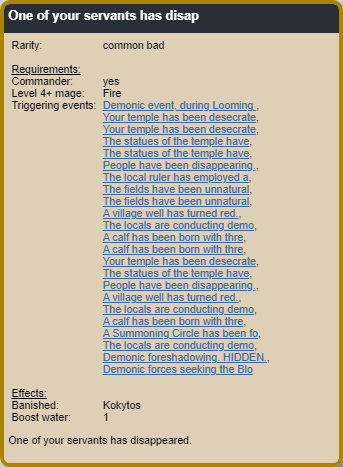 One of your servants has disap
Rarity: common bad
Requirements:
Commander: yes
Level 4+ mage: Fire
Triggering events: Demonic event, during Looming ,
Your temple has been desecrate,
Your temple has been desecrate,
The statues of the temple have,
The statues of the temple have,
People have been disappearing.,
The local ruler has employed a,
The fields have been unnatural,
The fields have been unnatural,
A village well has turned red.,
The locals are conducting demo,
A calf has been born with thre,
A calf has been born with thre,
Your temple has been desecrate,
The statues of the temple have,
People have been disappearing.,
A village well has turned red.,
The locals are conducting demo,
A calf has been born with thre,
A Summoning Circle has been fo,
The locals are conducting demo,
Demonic foreshadowing. HIDDEN.,
Demonic forces seeking the Blo
Effects:
Banished: Kokytos
Boost water: 1
One of your servants has disappeared.